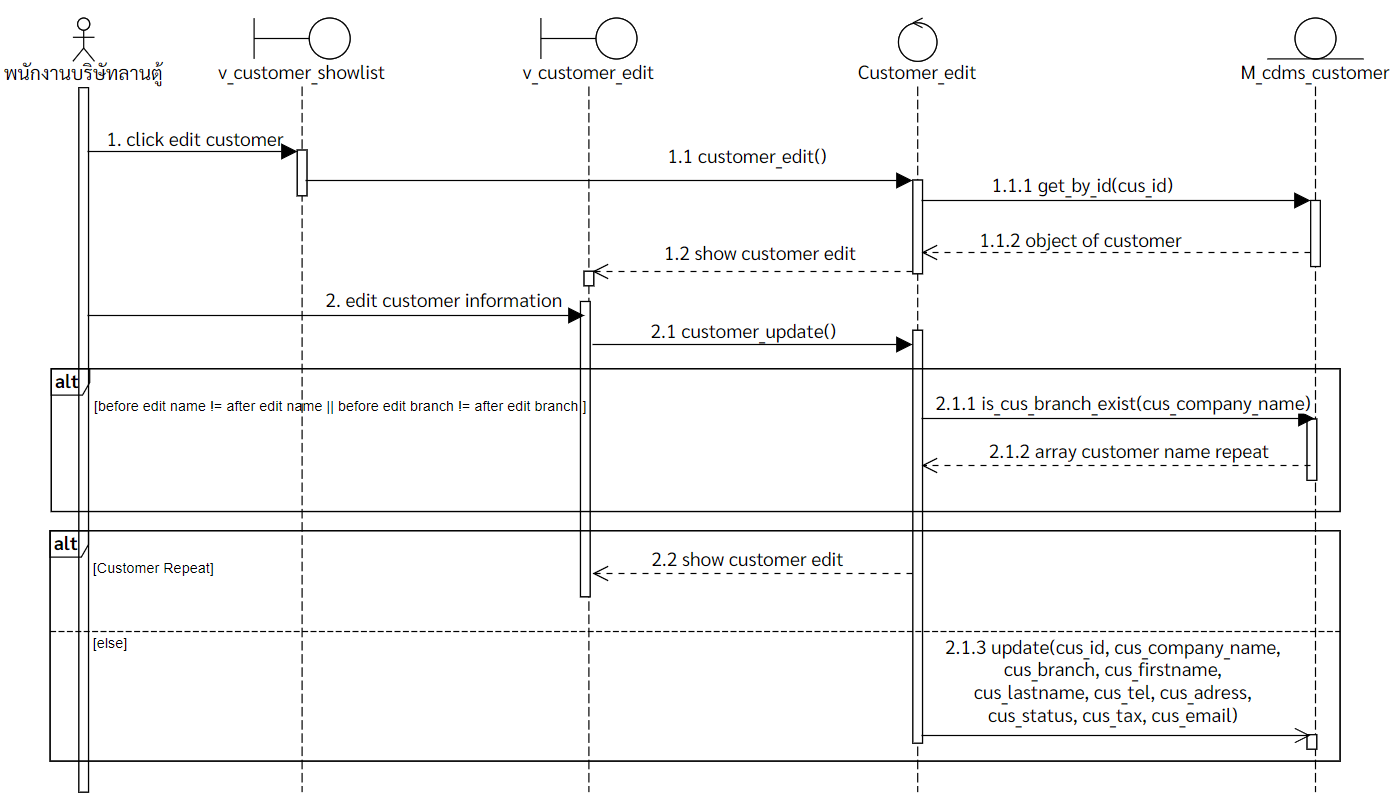 พนักงานบริษัทลานตู้
v_customer_showlist
v_customer_edit
Customer_edit
M_cdms_customer
1. click edit customer
1.1 customer_edit()
1.1.1 get_by_id(cus_id)
1.1.2 object of customer
1.2 show customer edit
2. edit customer information
2.1 customer_update()
alt
[before edit name != after edit name || before edit branch != after edit branch ]
2.1.1 is_cus_branch_exist(cus_company_name)
2.1.2 array customer name repeat
alt
[Customer Repeat]
2.2 show customer edit
[else]
2.1.3 update(cus_id, cus_company_name,
cus_branch, cus_firstname,
cus_lastname, cus_tel, cus_adress,
cus_status, cus_tax, cus_email)